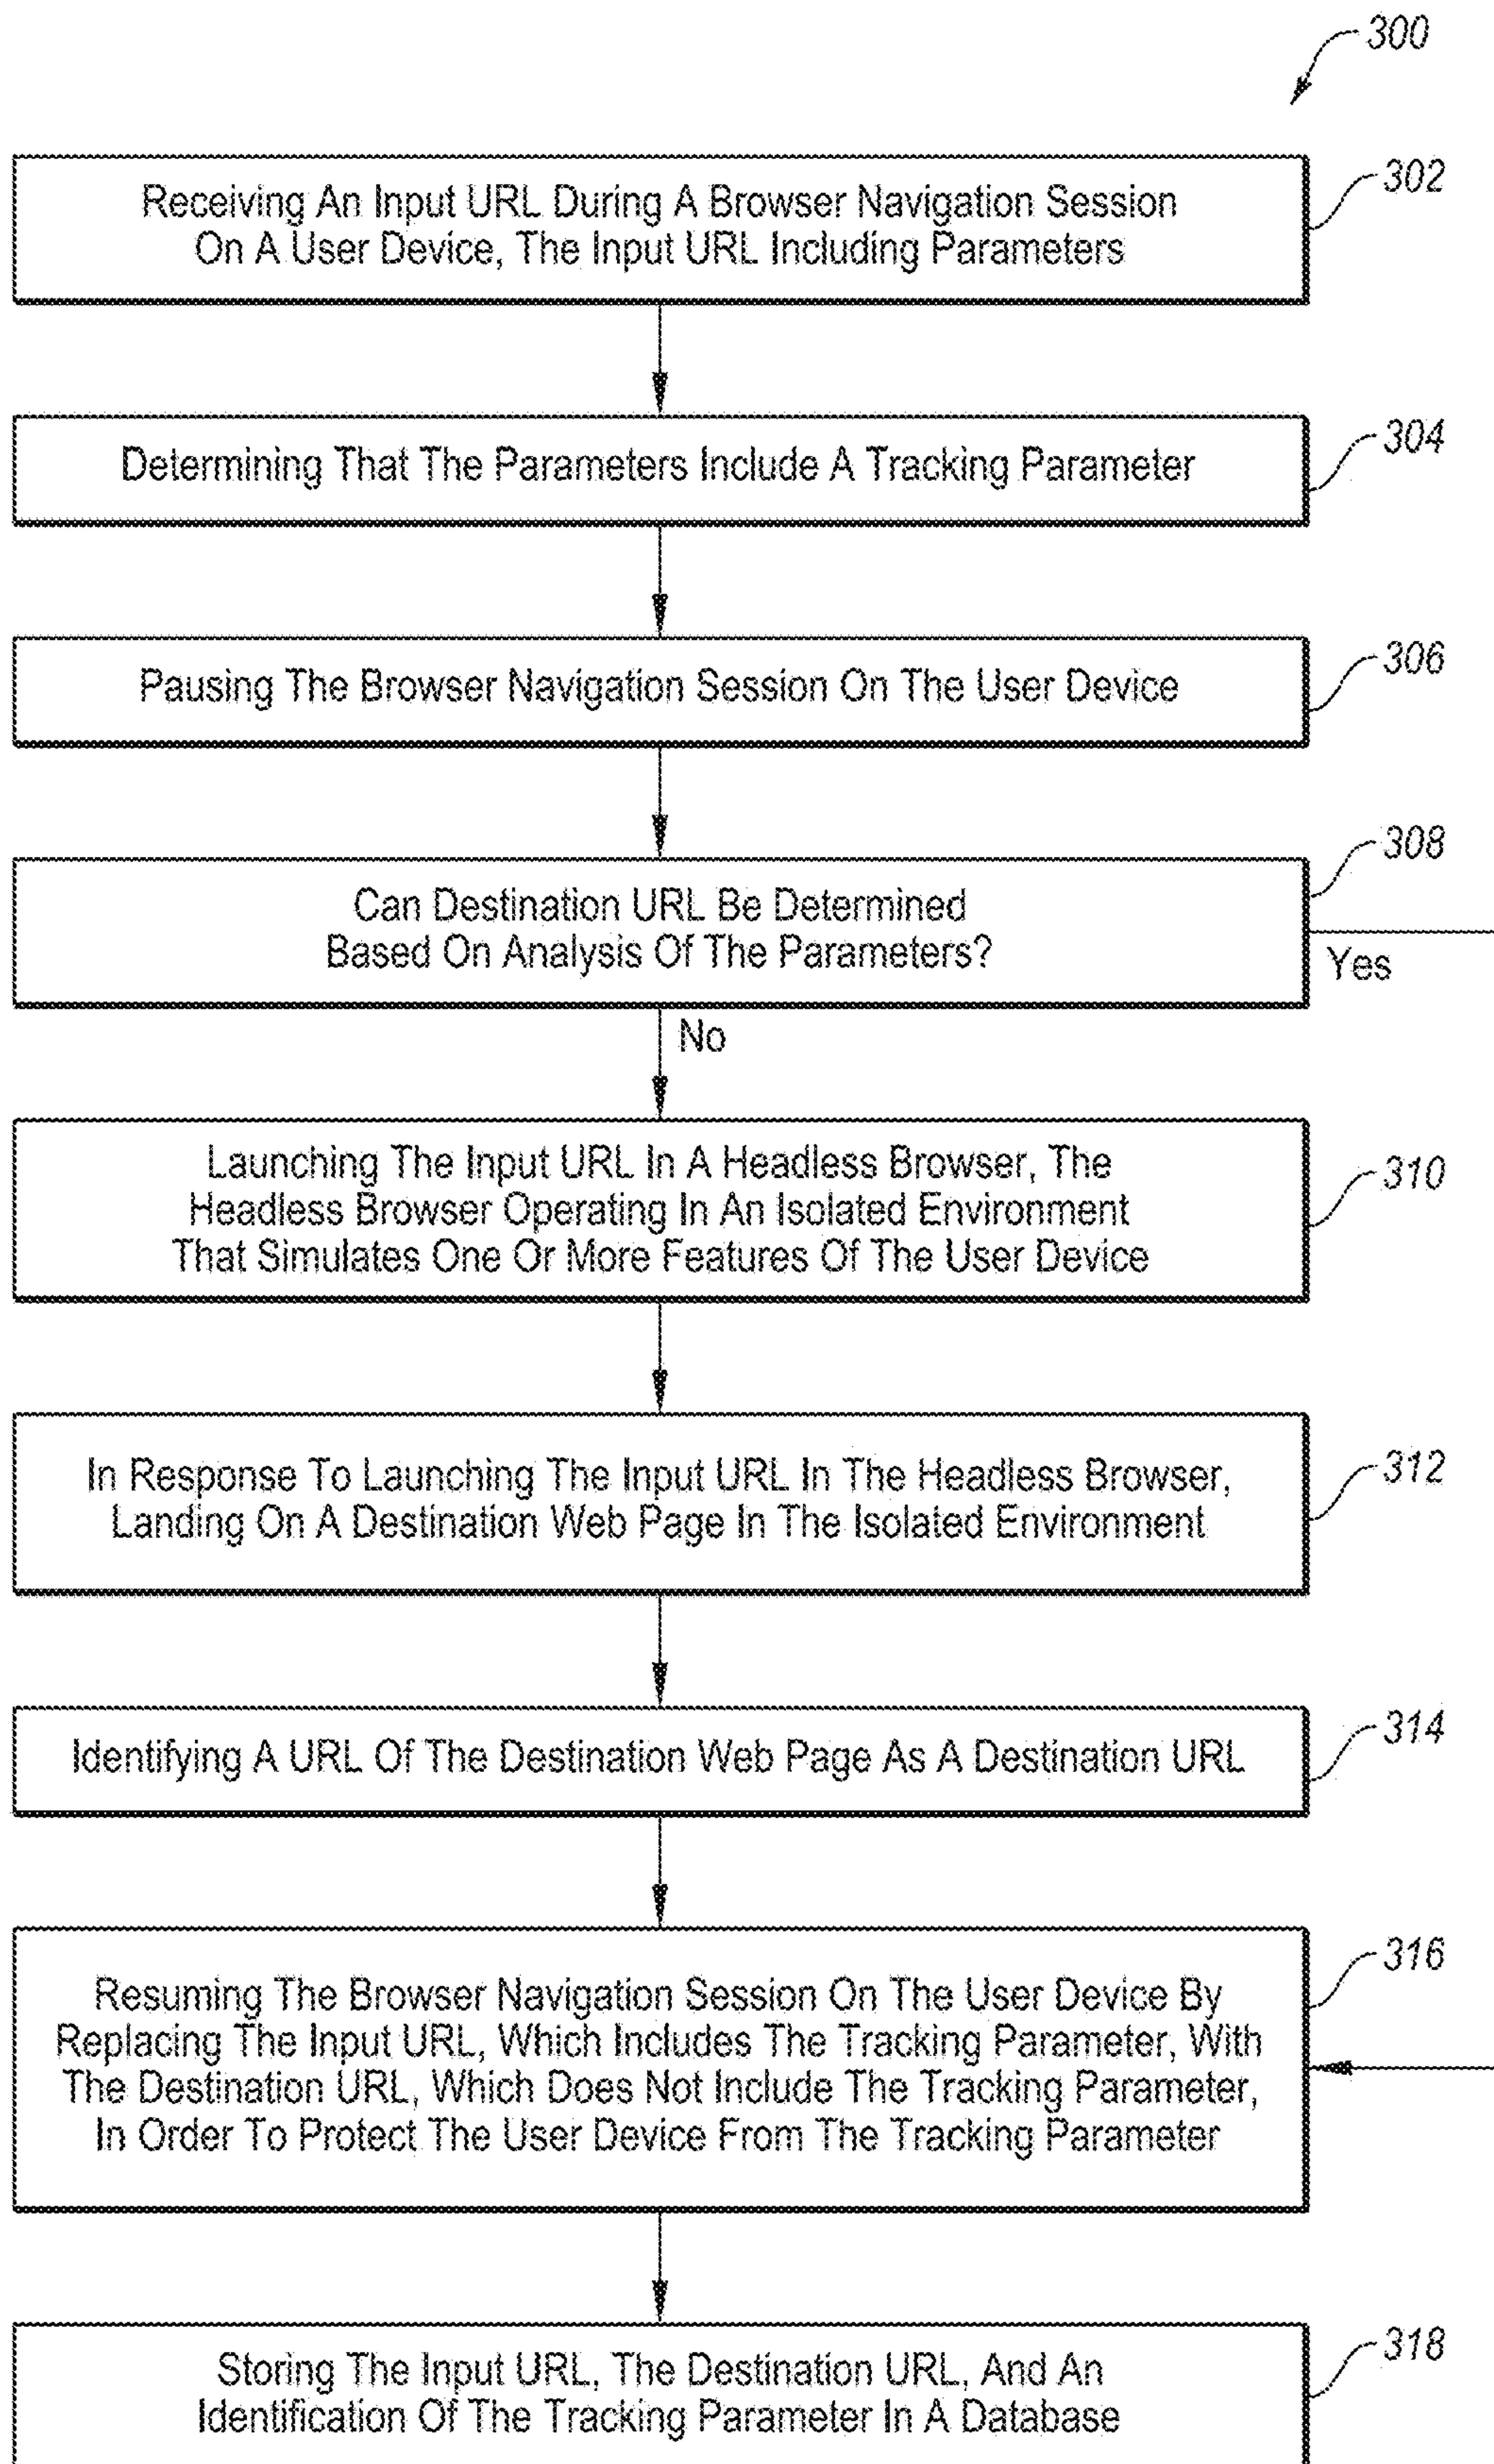 300
Receiving An Input URL During A Browser Navigation Session
On A User Device, The Input URL Including Parameters
302
Determining That The Parameters Include A Tracking Parameter
304
Pausing The Browser Navigation Session On The User Device
306
Can Destination URL Be Determined
Based On Analysis Of The Parameters?
308
Yes
No
Launching The Input URL In A Headless Browser, The
Headless Browser Operating In An Isolated Environment
That Simulates One Or More Features Of The User Device
310
In Response To Launching The Input URL In The Headless Browser,
Landing On A Destination Web Page In The Isolated Environment
312
Identifying A URL Of The Destination Web Page As A Destination URL
314
Resuming The Browser Navigation Session On The User Device By
Replacing The Input URL, Which Includes The Tracking Parameter, With
The Destination URL, Which Does Not Include The Tracking Parameter,
In Order To Protect The User Device From The Tracking Parameter
316
Storing The Input URL, The Destination URL, And An
Identification Of The Tracking Parameter In A Database
318